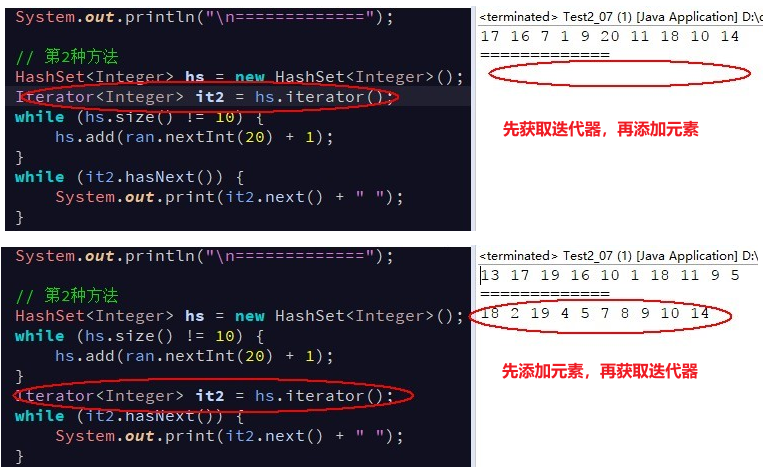 System.out.println("\n=============");
// 第2种方法
HashSet<Integer> hs = new HashSet<Integer>();
Iterator<Integer> it2 = hs.iterator();
while (hs.size() != 10) {
hs.add(ran.nextInt(20) + 1);
}
while (it2.hasNext()) {
System.out.print(it2.next() + " ");
}
<terminated> Test2_07 (1) [Java Application] D:\
17 16 7 1 9 20 11 18 10 14
=============
先获取迭代器，再添加元素
System.out.println("\n=============");
// 第2种方法
HashSet<Integer> hs = new HashSet<Integer>();
while (hs.size() != 10) {
hs.add(ran.nextInt(20) + 1);
}
Iterator<Integer> it2 = hs.iterator();
while (it2.hasNext()) {
System.out.print(it2.next() + " ");
}
<terminated> Test2_07 (1) [Java Application] D:\
13 17 19 16 10 1 18 11 9 5
=============
18 2 19 4 5 7 8 9 10 14
先添加元素，再获取迭代器